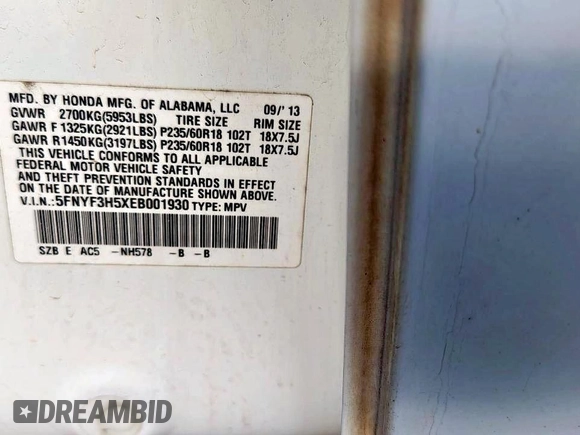 MFD. BY HONDA MFG. OF ALABAMA, LLC 09/'13
GVWR 2700KG(5953LBS) TIRE SIZE RIM SIZE
GAWR F 1325KG(2921LBS) P235/60R18 102T 18X7.5J
GAWR R1450KG(3197LBS) P235/60R18 102T 18X7.5J
THIS VEHICLE CONFORMS TO ALL APPLICABLE
FEDERAL MOTOR VEHICLE SAFETY
AND THEFT PREVENTION STANDARDS IN EFFECT
ON THE DATE OF MANUFACTURE SHOWN ABOVE.
V.I.N.:5FNYF3H5XEB001930 TYPE: MPV
SZB E AC5 -NH578 -B -B
DREAMBID